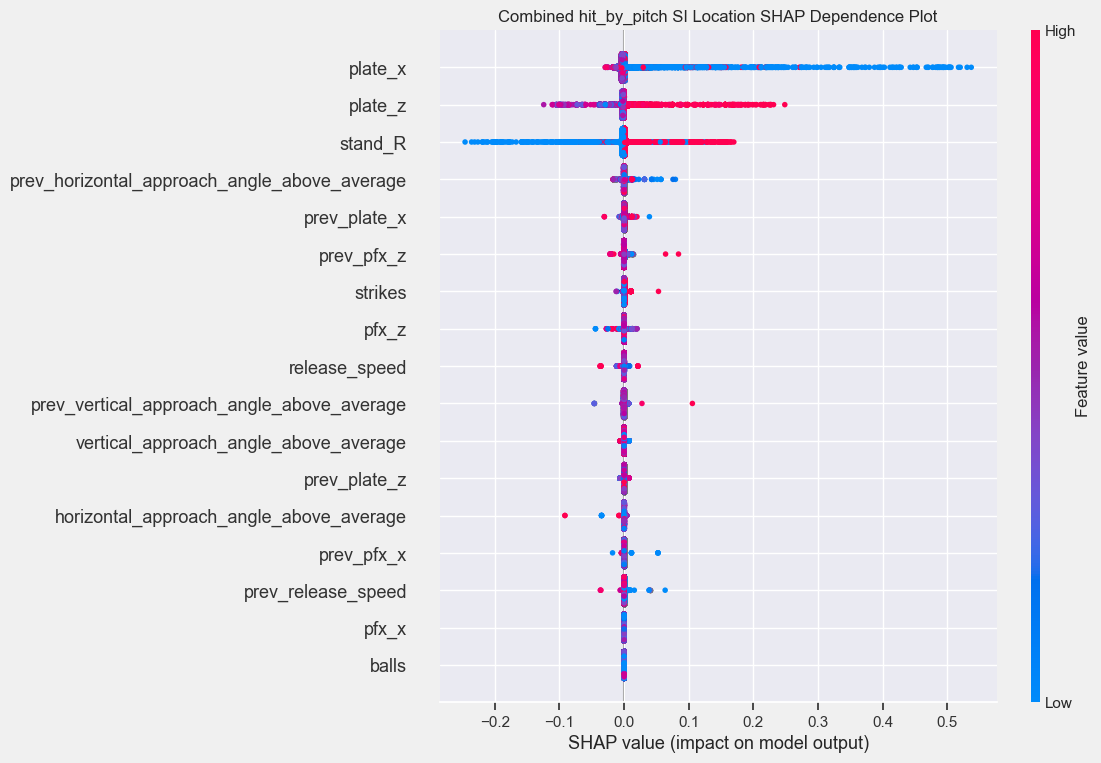 Combined hit_by_pitch SI Location SHAP Dependence Plot
High
plate_x
plate_z
stand_R
prev_horizontal_approach_angle_above_average
prev_plate_x
prev_pfx_z
strikes
pfx_z
release_speed
prev_vertical_approach_angle_above_average
vertical_approach_angle_above_average
prev_plate_z
horizontal_approach_angle_above_average
prev_pfx_x
prev_release_speed
pfx_x
balls
Feature value
Low
−0.2 −0.1 0.0 0.1 0.2 0.3 0.4 0.5
SHAP value (impact on model output)